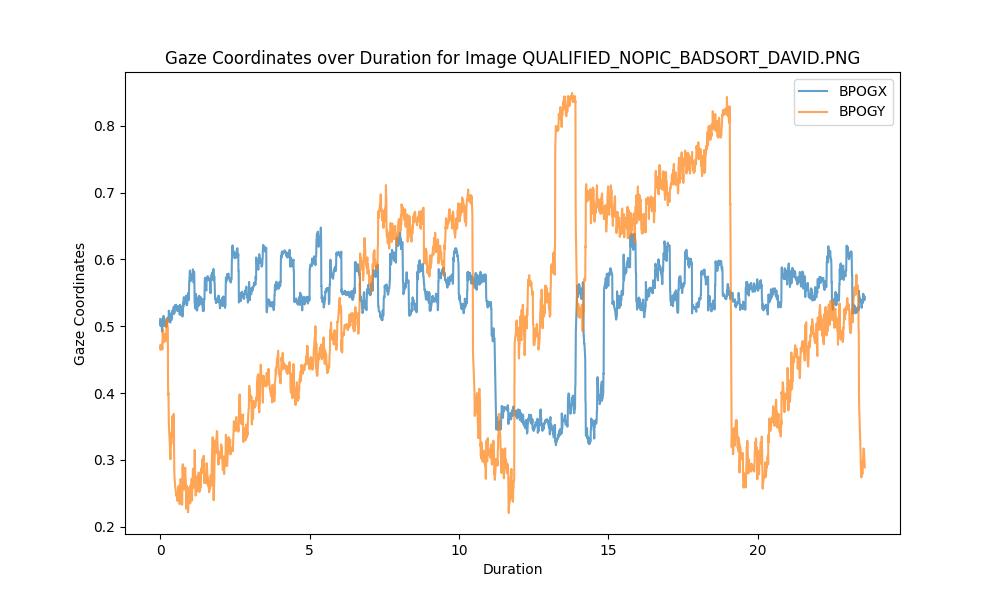 Gaze Coordinates over Duration for Image QUALIFIED_NOPIC_BADSORT_DAVID.PNG
BPOGX
BPOGY
Gaze Coordinates
0.8
0.7
0.6
0.5
0.4
0.3
0.2
0
5
10
15
20
Duration